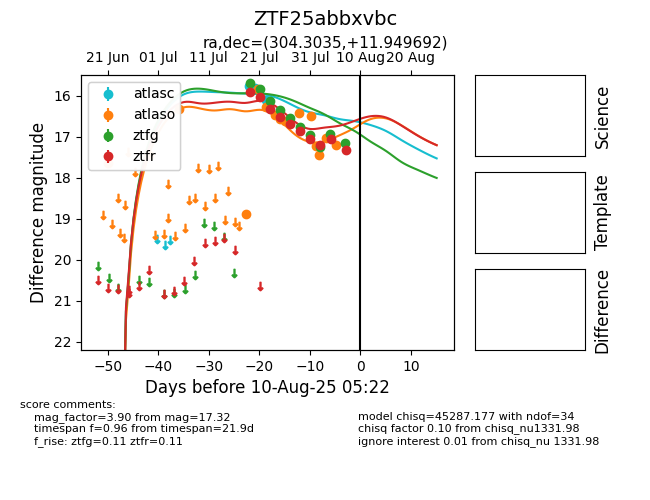 ZTF25abbxvbc
ra,dec=(304.3035,+11.949692)
21 Jun 01 Jul 11 Jul 21 Jul 31 Jul 10 Aug 20 Aug
atlasc
atlaso
ztfg
ztfr
16
17
18
19
20
21
22
Difference magnitude
−50 −40 −30 −20 −10 0 10
Days before 10-Aug-25 05:22
Science
Template
Difference
score comments:
mag_factor=3.90 from mag=17.32
timespan f=0.96 from timespan=21.9d
f_rise: ztfg=0.11 ztfr=0.11
model chisq=45287.177 with ndof=34
chisq factor 0.10 from chisq_nu1331.98
ignore interest 0.01 from chisq_nu 1331.98